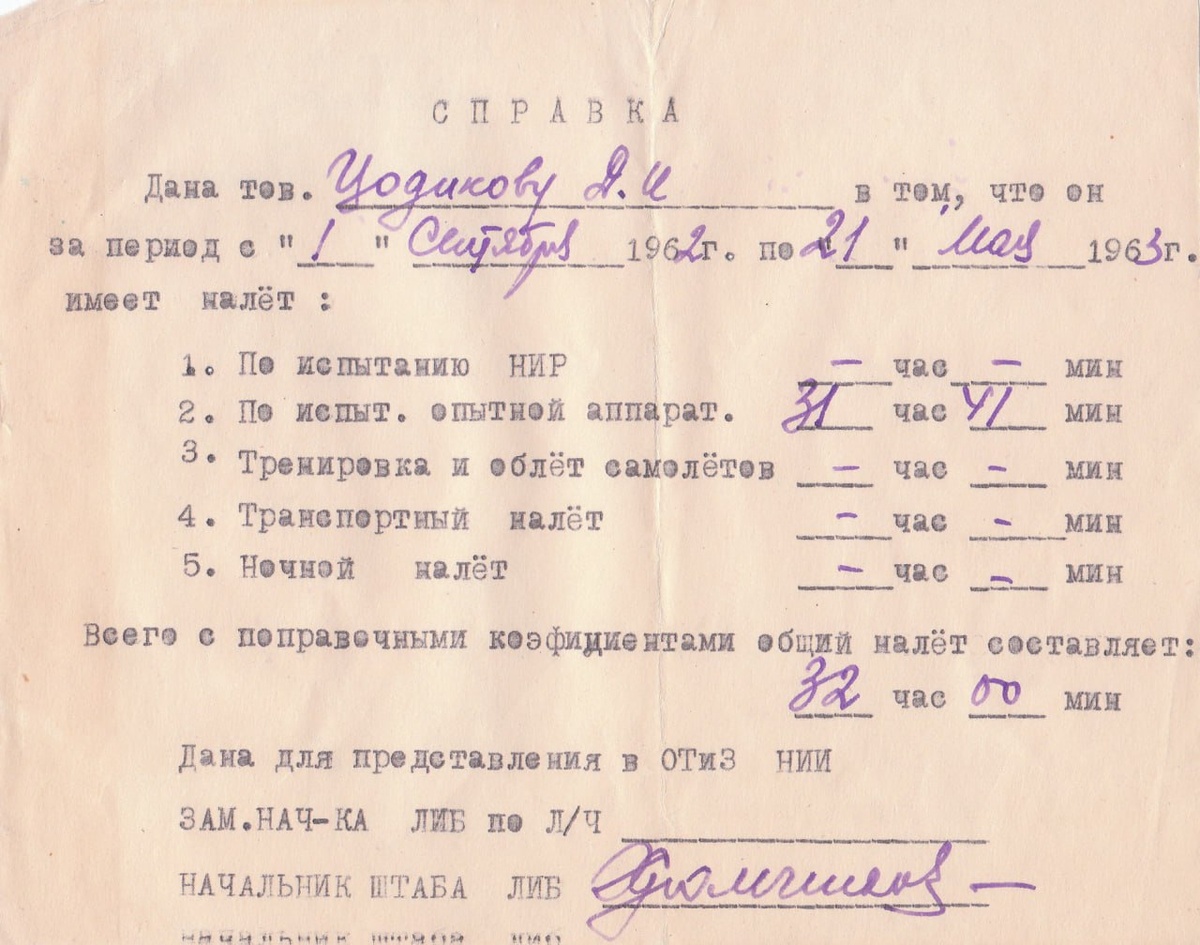 СПРАВКА
Дана тов. Цодикову Д.И в том, что он
за период с "1" Сентября 1962г. по "21" Мая 1963г.
имеет налёт :
1. По испытанию НИР — час — мин
2. По испыт. опытной аппарат. 31 час 41 мин
3. Тренировка и облёт самолётов — час — мин
4. Транспортный налёт — час — мин
5. Ночной налёт — час — мин
Всего с поправочными коэфициентами общий налёт составляет:
32 час 00 мин
Дана для представления в ОТиЗ НИИ
ЗАМ.НАЧ-КА ЛИБ по Л/Ч
НАЧАЛЬНИК ШТАБА ЛИБ